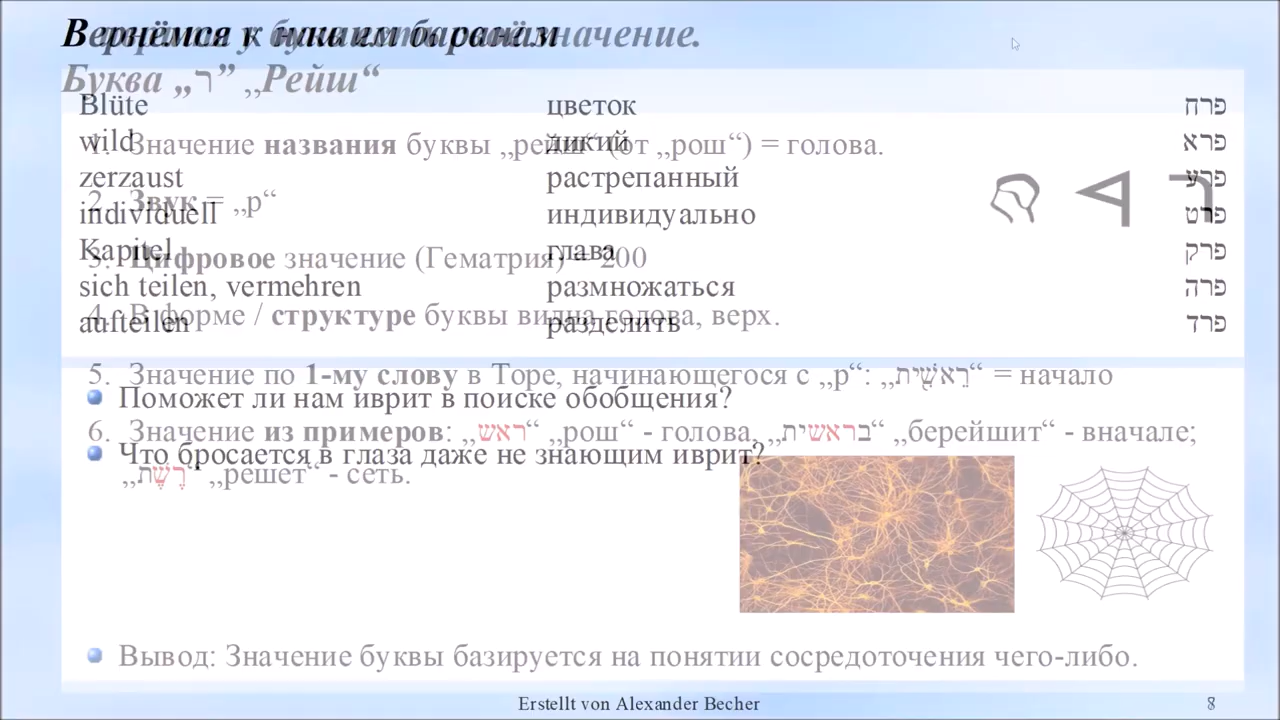 Вернёмся к нашим баранам
значение.
Буква „ר” „Рейш“
Blüte цветок פרח
wild дикий פרא
1. Значение названия буквы „рейш“ (от „рош“) = голова.
zerzaust растрепанный פרע
2. Звук = „р“
individuell индивидуально פרט
Kapitel глава פרק
3. Цифровое значение (Гематрия) = 200
sich teilen, vermehren размножаться פרה
aufteilen разделить פרד
4. В форме / структуре буквы видна голова, верх.
5. Значение по 1-му слову в Торе, начинающегося с „р“: „רֵאשִׁ֖ית“ = начало
Поможет ли нам иврит в поиске обобщения?
6. Значение из примеров: „ראש“ „рош“ - голова, „בראשית“ „берейшит“ - вначале;
Что бросается в глаза даже не знающим иврит?
„רֶשֶׁת“ „решет“ - сеть.
Вывод: Значение буквы базируется на понятии сосредоточения чего-либо.
Erstellt von Alexander Becher
8